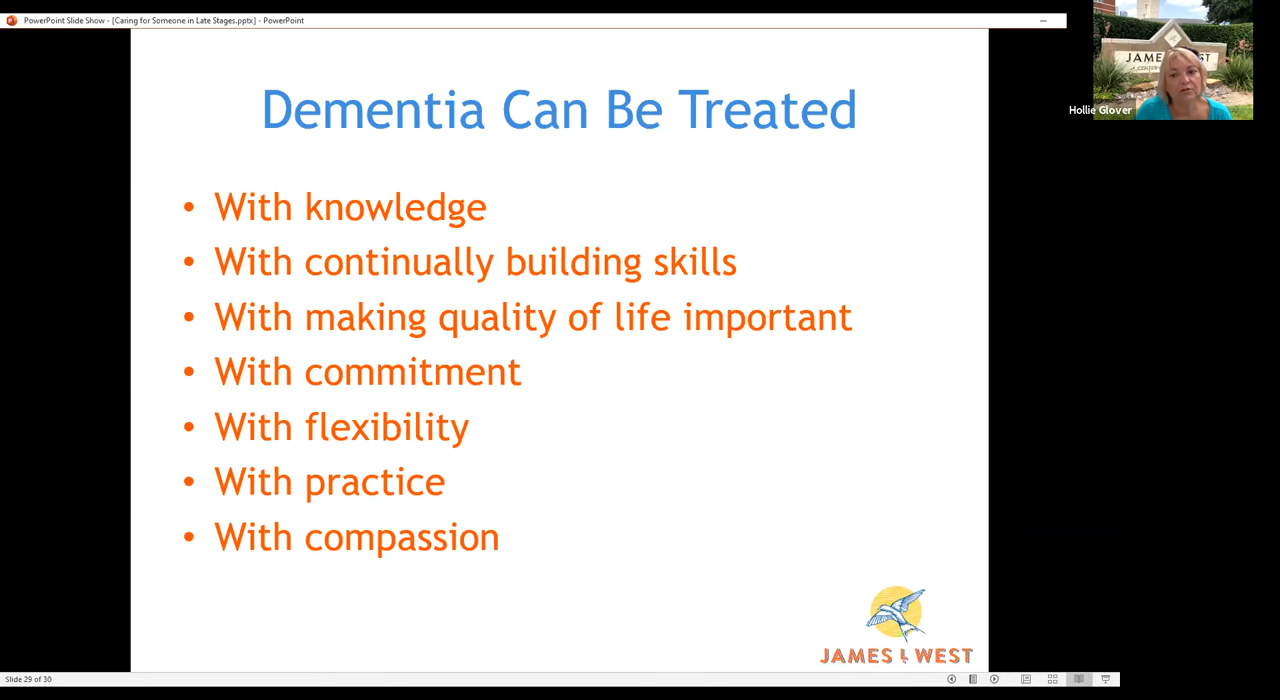 PowerPoint Slide Show - [Caring for Someone in Late Stages.pptx] - PowerPoint
Dementia Can Be Treated
• With knowledge
• With continually building skills
• With making quality of life important
• With commitment
• With flexibility
• With practice
• With compassion
JAMES L WEST
Slide 29 of 30
Hollie Glover